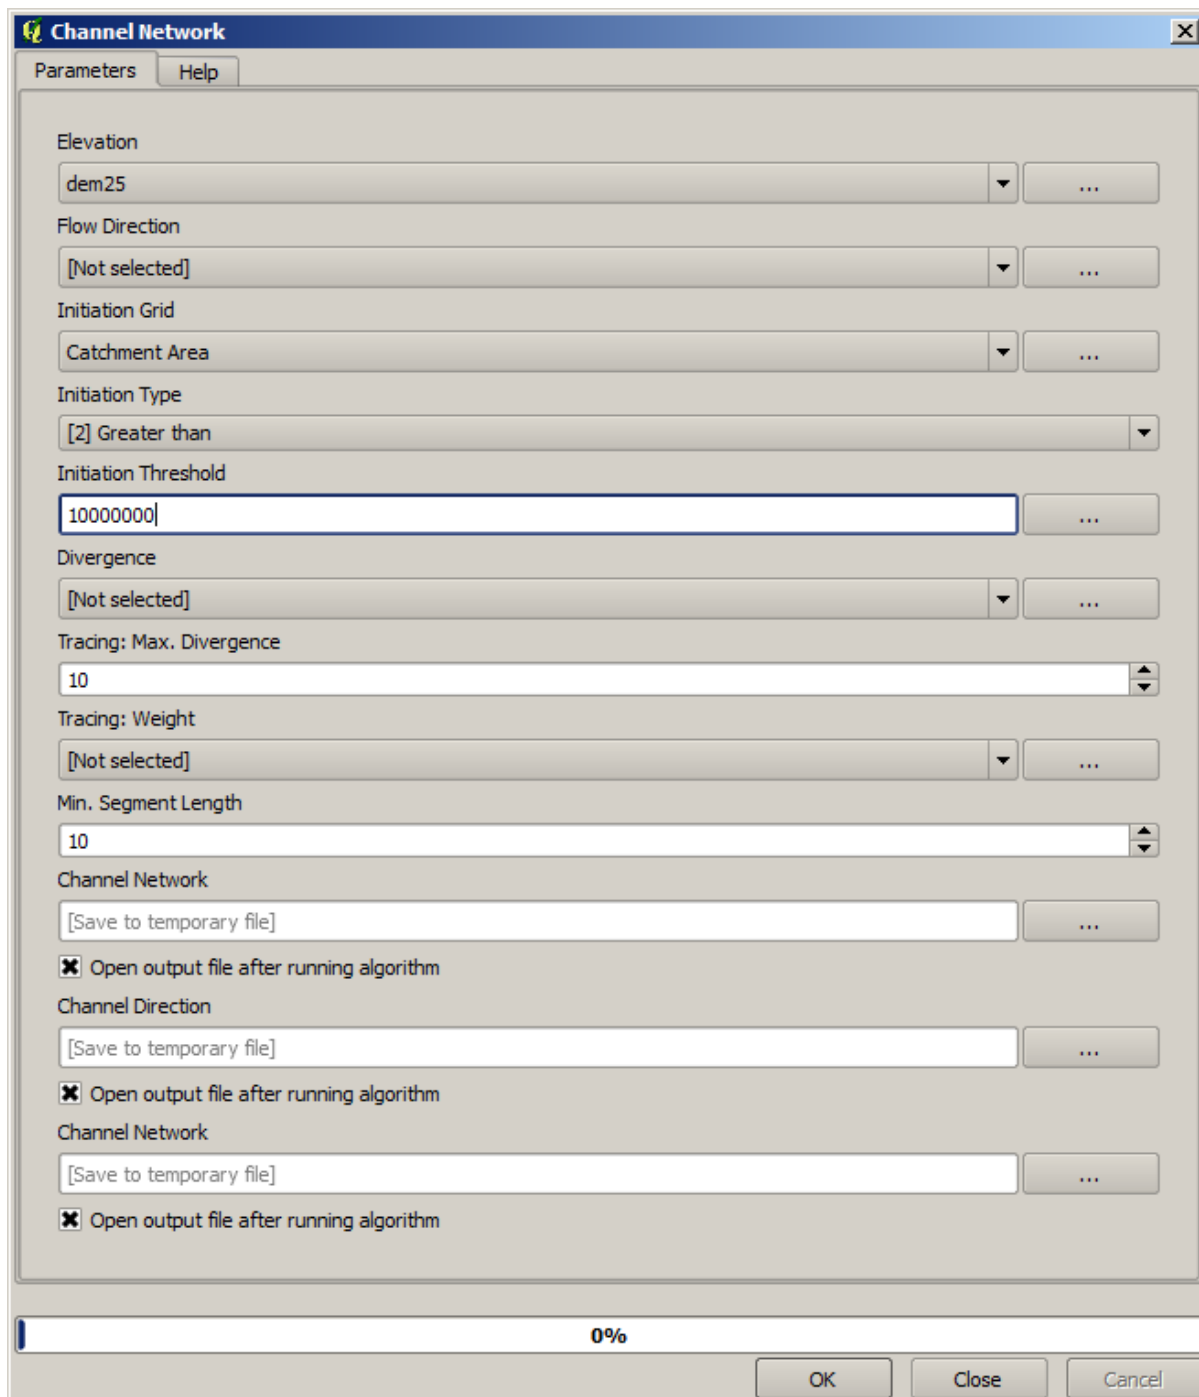 Channel Network
Parameters Help
Elevation
dem25 ...
Flow Direction
[Not selected] ...
Initiation Grid
Catchment Area ...
Initiation Type
[2] Greater than
Initiation Threshold
10000000 ...
Divergence
[Not selected] ...
Tracing: Max. Divergence
10
Tracing: Weight
[Not selected] ...
Min. Segment Length
10
Channel Network
[Save to temporary file] ...
Open output file after running algorithm
Channel Direction
[Save to temporary file] ...
Open output file after running algorithm
Channel Network
[Save to temporary file] ...
Open output file after running algorithm
0%
OK Close Cancel